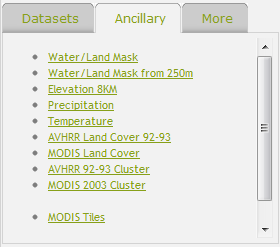 Datasets Ancillary More
Water/Land Mask
Water/Land Mask from 250m
Elevation 8KM
Precipitation
Temperature
AVHRR Land Cover 92-93
MODIS Land Cover
AVHRR 92-93 Cluster
MODIS 2003 Cluster
MODIS Tiles